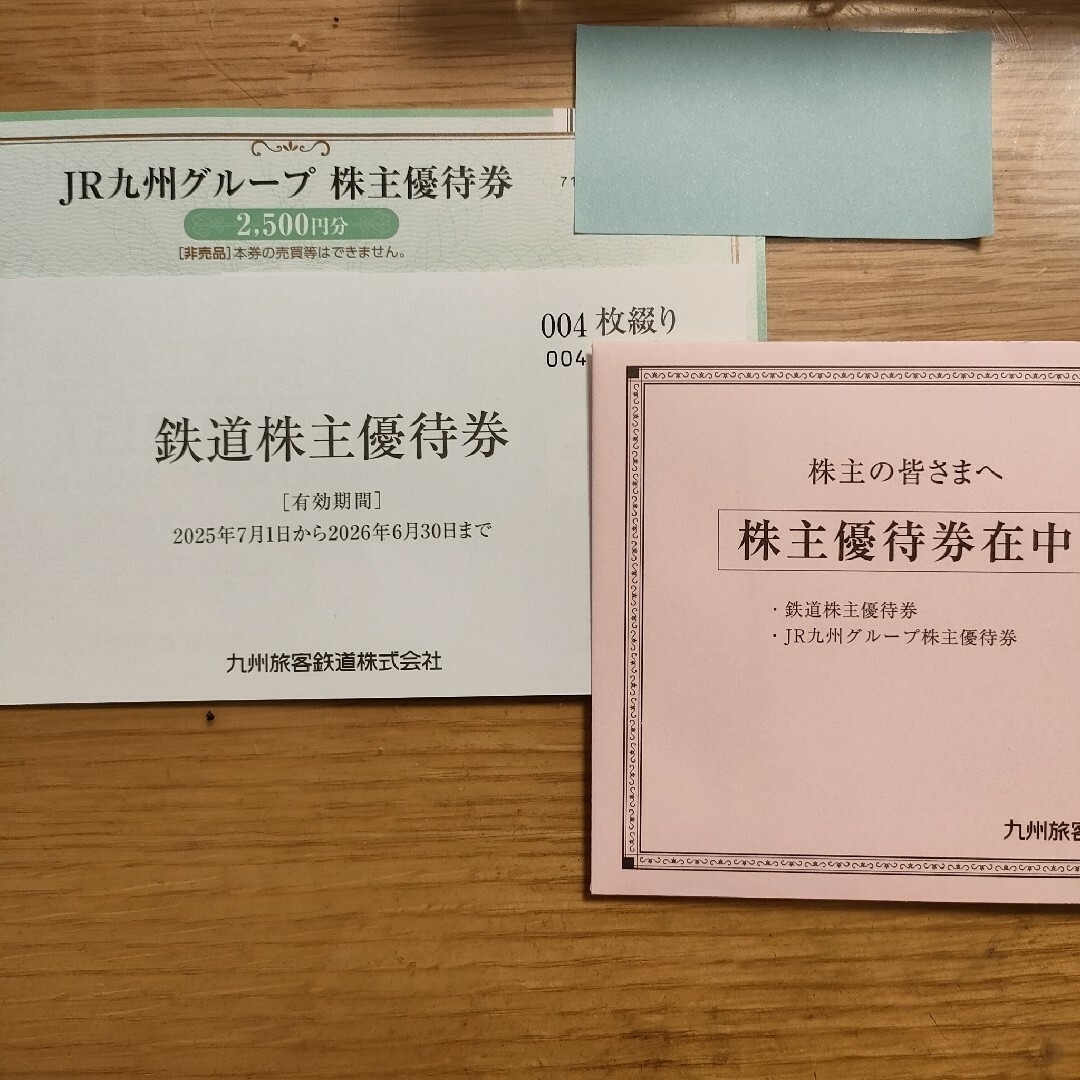 JR九州グループ 株主優待券
2,500円分
[非売品]本券の売買等はできません。
71
004 枚綴り
004
鉄道株主優待券
[有効期間]
2025年7月1日から2026年6月30日まで
九州旅客鉄道株式会社
株主の皆さまへ
株主優待券在中
・鉄道株主優待券
・JR九州グループ株主優待券
九州旅客